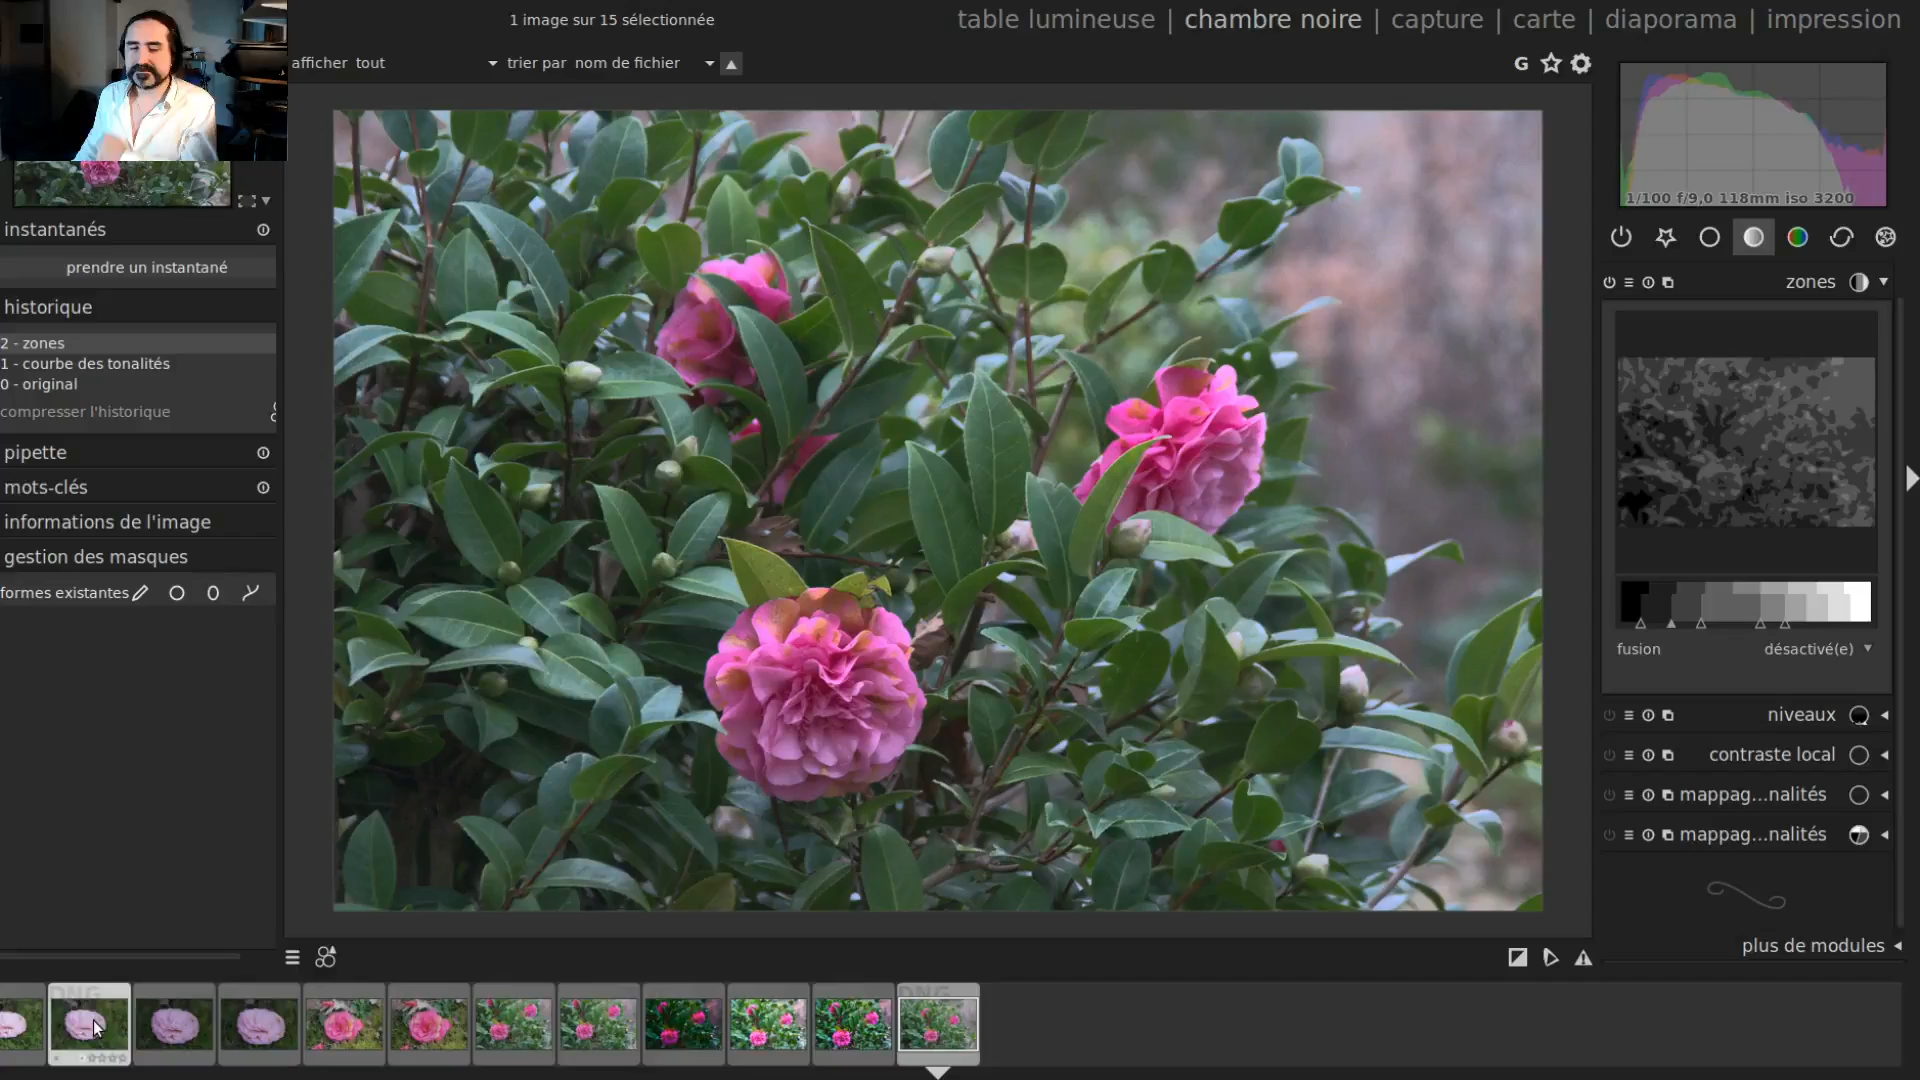 1 image sur 15 sélectionnée
table lumineuse | chambre noire | capture | carte | diaporama | impression
afficher tout
trier par nom de fichier
G
1/100 f/9,0 118mm iso 3200
instantanés
prendre un instantané
historique
2 - zones
1 - courbe des tonalités
0 - original
compresser l'historique
pipette
mots-clés
informations de l'image
gestion des masques
formes existantes
zones
fusion
désactivé(e)
niveaux
contraste local
mappag...nalités
mappag...nalités
plus de modules
DNG
DNG